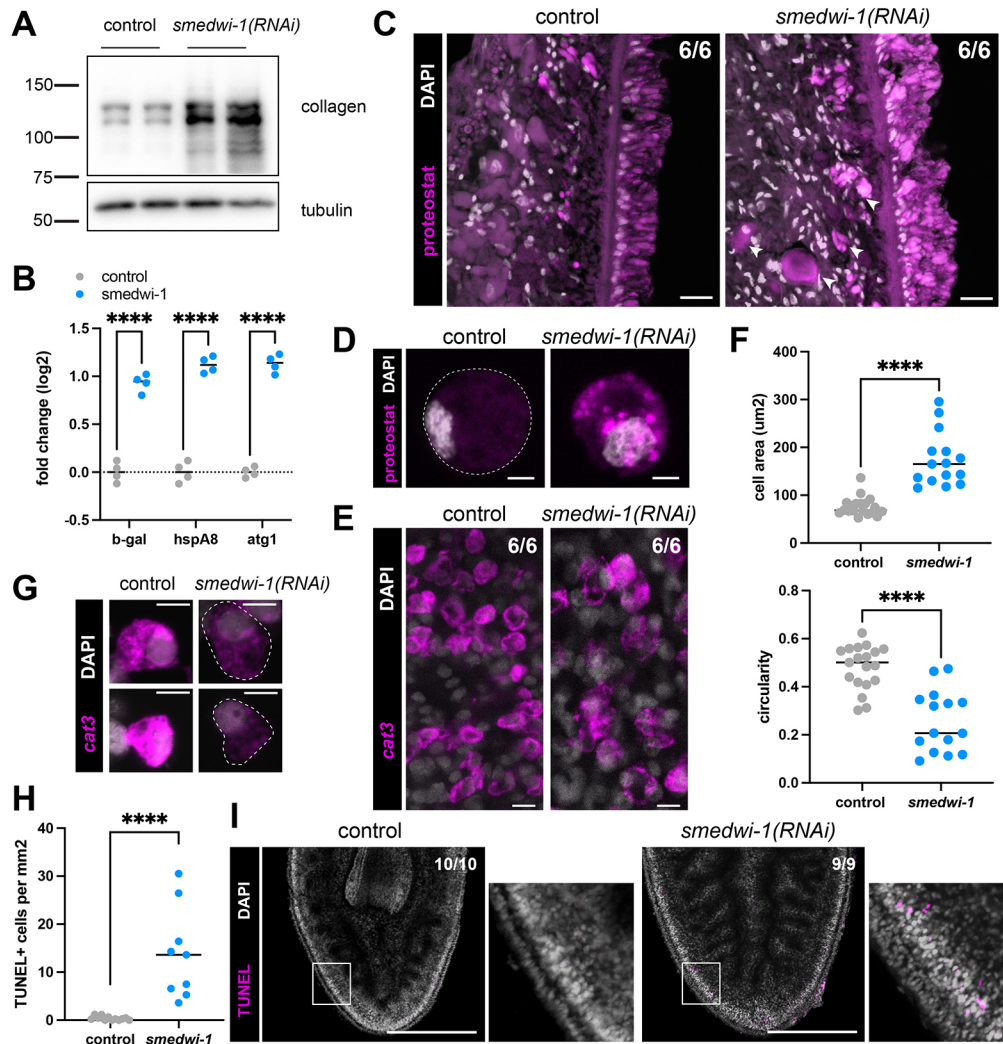 A
control
smedwi-1(RNAi)
150
100
75
50
collagen
tubulin
B
control
smedwi-1
****
****
****
fold change (log2)
1.5
1.0
0.5
0.0
-0.5
b-gal
hspA8
atg1
C
control
smedwi-1(RNAi)
proteostat
DAPI
6/6
6/6
D
control
smedwi-1(RNAi)
proteostat DAPI
E
control
smedwi-1(RNAi)
cat3
DAPI
6/6
6/6
F
cell area (um2)
400
300
200
100
0
****
control
smedwi-1
circularity
0.8
0.6
0.4
0.2
0.0
****
control
smedwi-1
G
control
smedwi-1(RNAi)
cat3
DAPI
H
TUNEL+ cells per mm2
40
30
20
10
0
****
control
smedwi-1
I
control
smedwi-1(RNAi)
TUNEL
DAPI
10/10
9/9